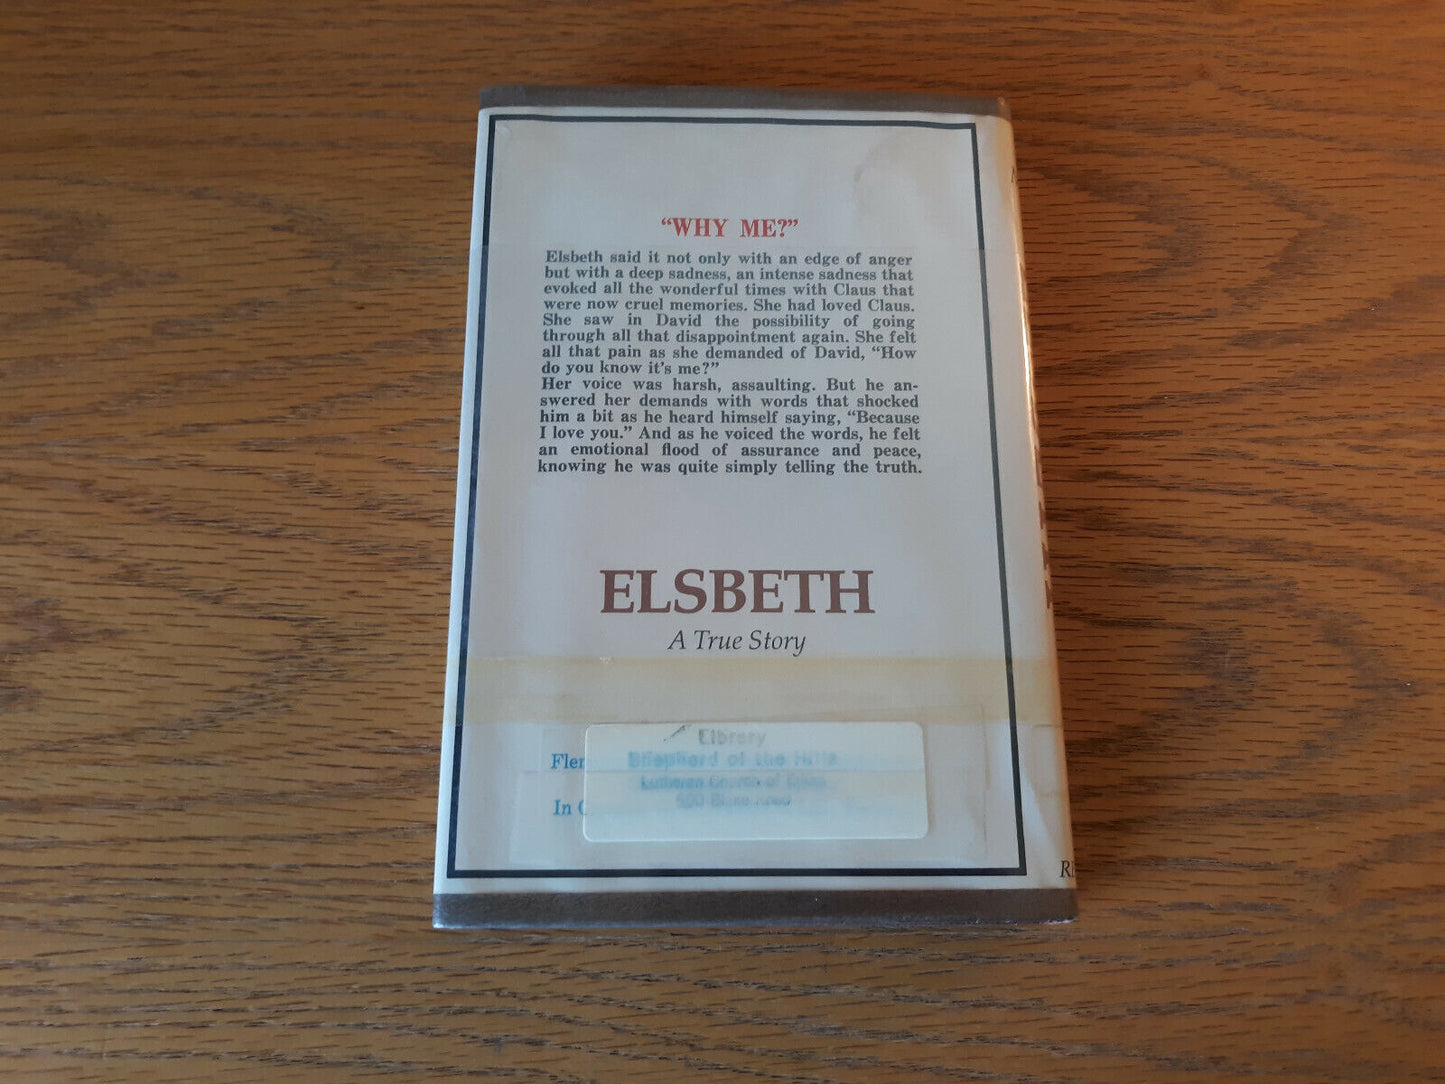 “WHY ME?”
Elsbeth said it not only with an edge of anger
but with a deep sadness, an intense sadness that
evoked all the wonderful times with Claus that
were now cruel memories. She had loved Claus.
She saw in David the possibility of going
through all that disappointment again. She felt
all that pain as she demanded of David, “How
do you know it's me?”
Her voice was harsh, assaulting. But he an-
swered her demands with words that shocked
him a bit as he heard himself saying, “Because
I love you.” And as he voiced the words, he felt
an emotional flood of assurance and peace,
knowing he was quite simply telling the truth.
ELSBETH
A True Story
Library
Shepherd of the Hills
Lutheran Church of
Fle
In